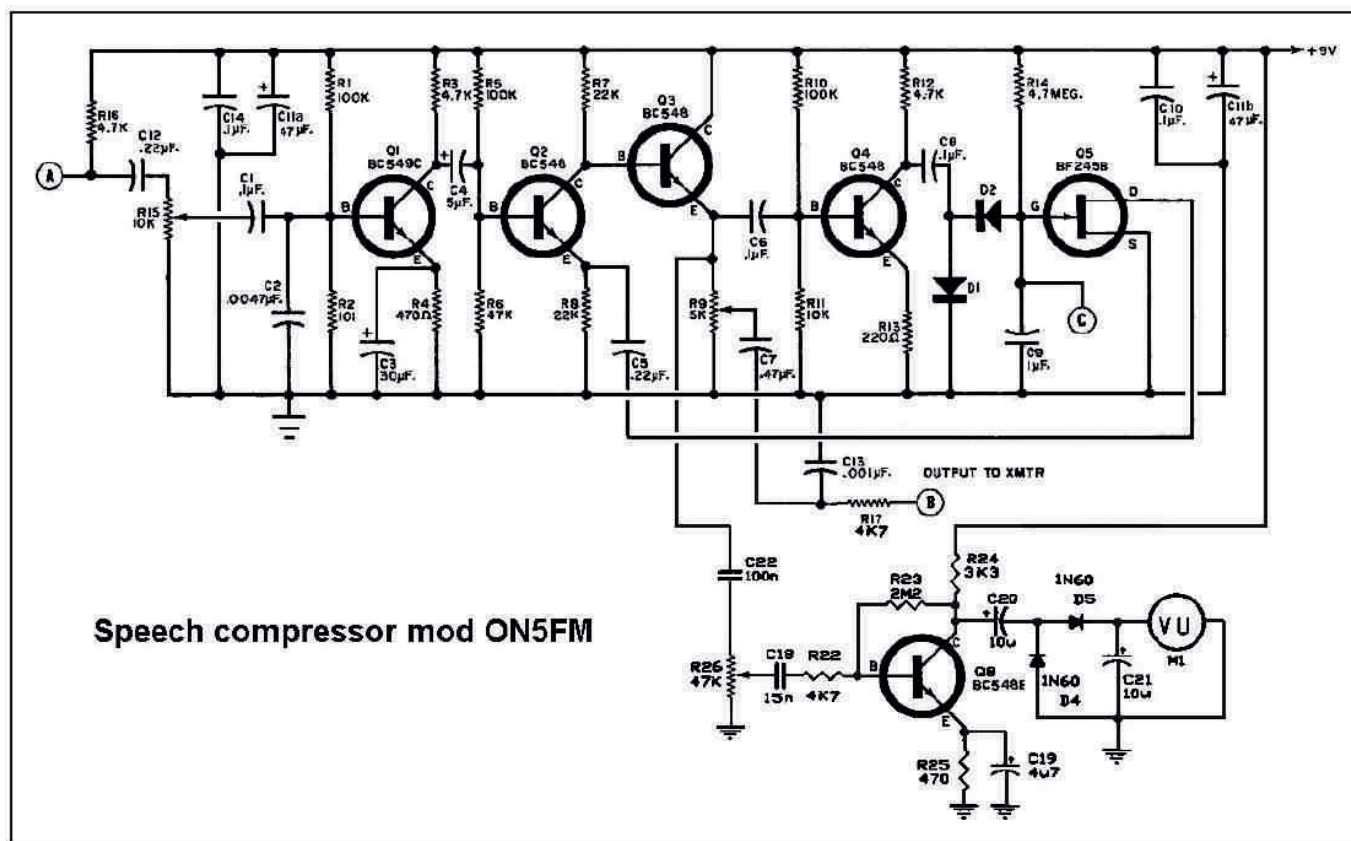 +9V
R16
4.7K
C14
.1µF.
C11a
47µF.
R1
100K
R3
4.7K
R5
100K
R7
22K
Q3
BC548
R10
100K
R12
4.7K
R14
4.7MEG.
C10
.1µF.
C11b
47µF.
C12
.22µF.
A
R15
10K
C1
.1µF.
Q1
BC549C
C4
5µF.
Q2
BC548
B
C
E
Q4
BC548
C8
.1µF.
D2
Q5
BF245B
G
D
S
B
C
E
B
C
E
B
C
E
C6
.1µF.
D1
C
C2
.0047µF.
R2
101
C3
30µF.
R4
470Ω
R6
47K
R8
22K
C5
.22µF.
R9
5K
C7
.47µF.
R11
10K
R13
220Ω
C9
1µF.
C13
.001µF.
OUTPUT TO XMTR
B
R17
4K7
C22
100n
R24
3K3
R23
2M2
C20
10u
1N60
D5
VU
M1
Speech compressor mod ON5FM
R26
47K
C18
15n
R22
4K7
B
C
E
BC548B
1N60
D4
C21
10u
R25
470
C19
4u7